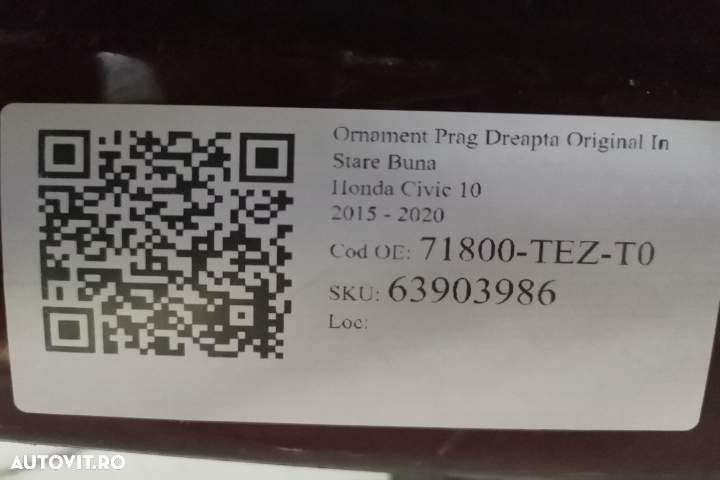 Ornament Prag Dreapta Original In
Stare Buna
Honda Civic 10
2015 - 2020
Cod OE: 71800-TEZ-T0
SKU: 63903986
Loc:
AUTOVIT.RO